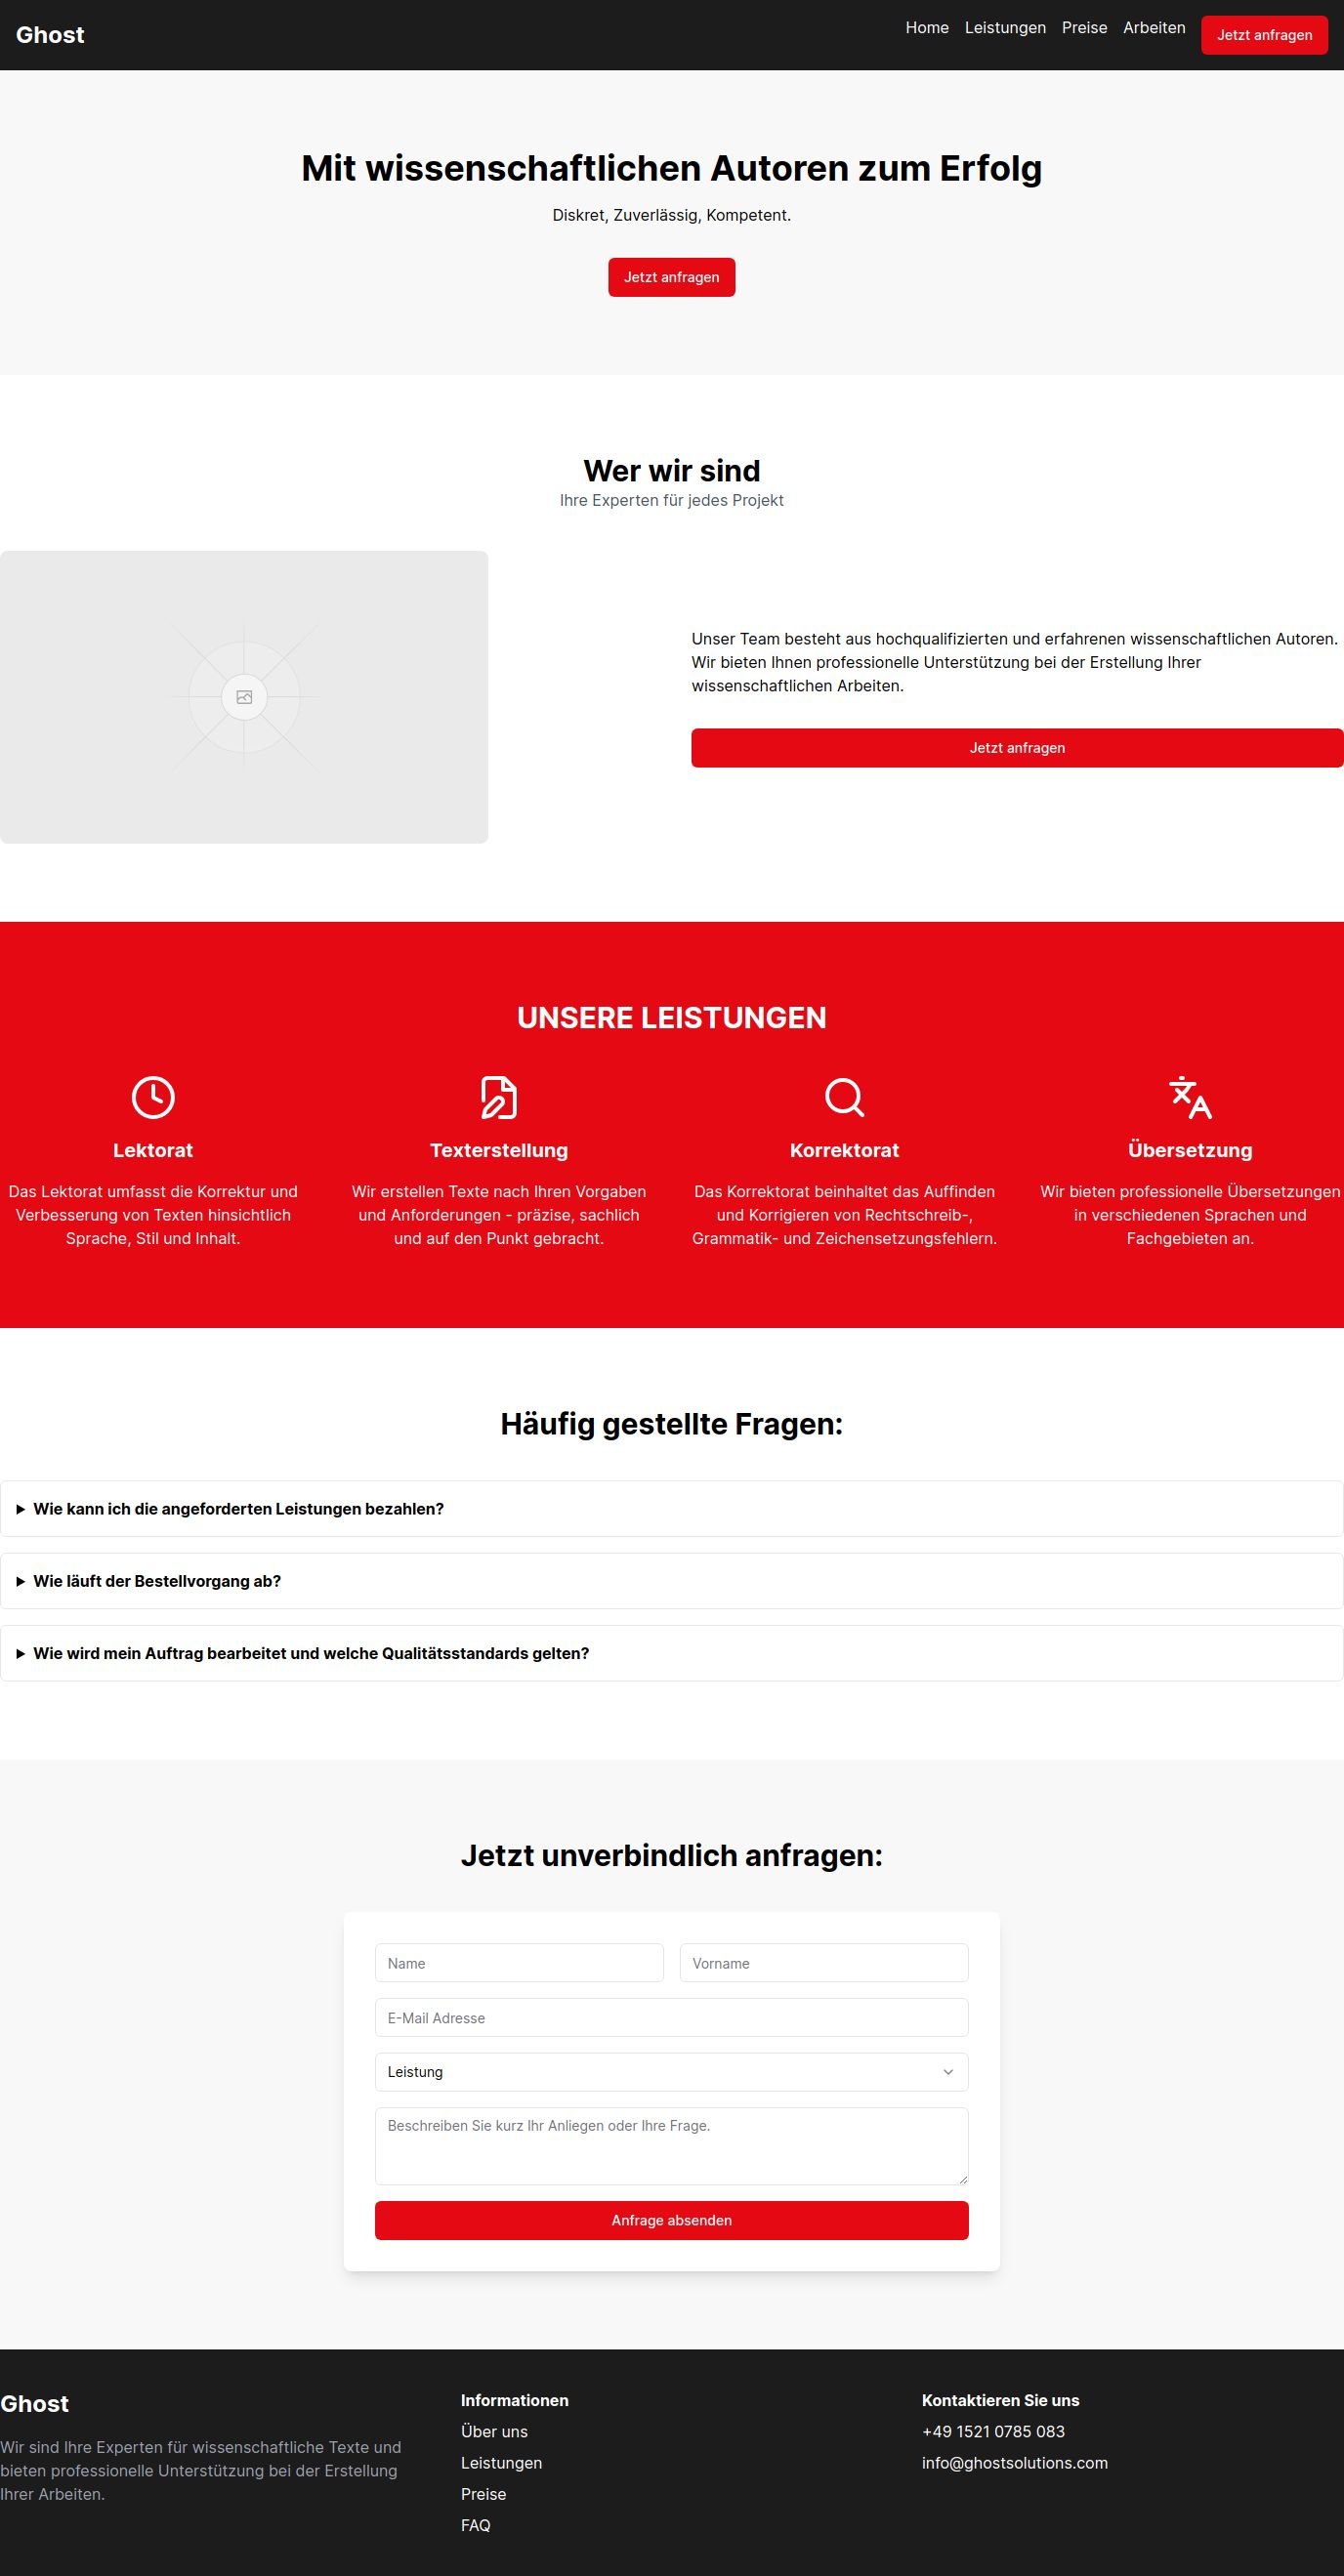 Ghost
Home Leistungen Preise Arbeiten Jetzt anfragen
Mit wissenschaftlichen Autoren zum Erfolg
Diskret, Zuverlässig, Kompetent.
Jetzt anfragen
Wer wir sind
Ihre Experten für jedes Projekt
Unser Team besteht aus hochqualifizierten und erfahrenen wissenschaftlichen Autoren.
Wir bieten Ihnen professionelle Unterstützung bei der Erstellung Ihrer
wissenschaftlichen Arbeiten.
Jetzt anfragen
UNSERE LEISTUNGEN
Lektorat
Das Lektorat umfasst die Korrektur und
Verbesserung von Texten hinsichtlich
Sprache, Stil und Inhalt.
Texterstellung
Wir erstellen Texte nach Ihren Vorgaben
und Anforderungen - präzise, sachlich
und auf den Punkt gebracht.
Korrektorat
Das Korrektorat beinhaltet das Auffinden
und Korrigieren von Rechtschreib-,
Grammatik- und Zeichensetzungsfehlern.
Übersetzung
Wir bieten professionelle Übersetzungen
in verschiedenen Sprachen und
Fachgebieten an.
Häufig gestellte Fragen:
Wie kann ich die angeforderten Leistungen bezahlen?
Wie läuft der Bestellvorgang ab?
Wie wird mein Auftrag bearbeitet und welche Qualitätsstandards gelten?
Jetzt unverbindlich anfragen:
Name
Vorname
E-Mail Adresse
Leistung
Beschreiben Sie kurz Ihr Anliegen oder Ihre Frage.
Anfrage absenden
Ghost
Wir sind Ihre Experten für wissenschaftliche Texte und
bieten professionelle Unterstützung bei der Erstellung
Ihrer Arbeiten.
Informationen
Über uns
Leistungen
Preise
FAQ
Kontaktieren Sie uns
+49 1521 0785 083
info@ghostsolutions.com